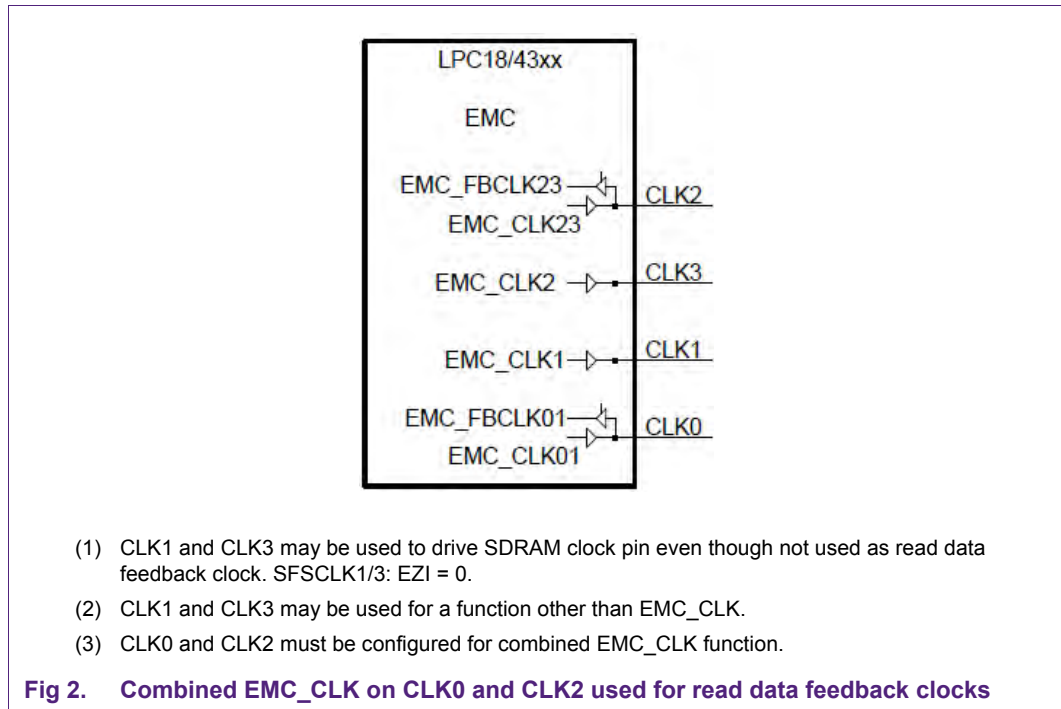 LPC18/43xx
EMC
EMC_FBCLK23
CLK2
EMC_CLK23
EMC_CLK2
CLK3
EMC_CLK1
CLK1
EMC_FBCLK01
CLK0
EMC_CLK01
(1) CLK1 and CLK3 may be used to drive SDRAM clock pin even though not used as read data
feedback clock. SFSCLK1/3: EZI = 0.
(2) CLK1 and CLK3 may be used for a function other than EMC_CLK.
(3) CLK0 and CLK2 must be configured for combined EMC_CLK function.
Fig 2. Combined EMC_CLK on CLK0 and CLK2 used for read data feedback clocks